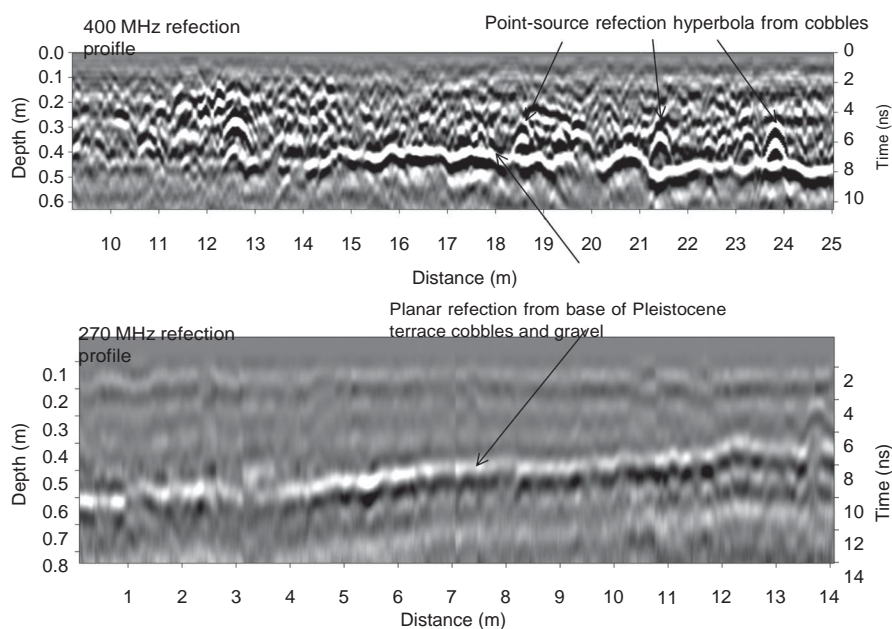 400 MHz refection
proifle
Point-source refection hyperbola from cobbles
0.0
0.1
0.2
0.3
0.4
0.5
0.6
Depth (m)
0
2
4
6
8
10
Time (ns)
10 11 12 13 14 15 16 17 18 19 20 21 22 23 24 25
Distance (m)
Planar refection from base of Pleistocene
terrace cobbles and gravel
270 MHz refection
profile
0.1
0.2
0.3
0.4
0.5
0.6
0.7
0.8
Depth (m)
2
4
6
8
10
12
14
Time (ns)
1 2 3 4 5 6 7 8 9 10 11 12 13 14
Distance (m)